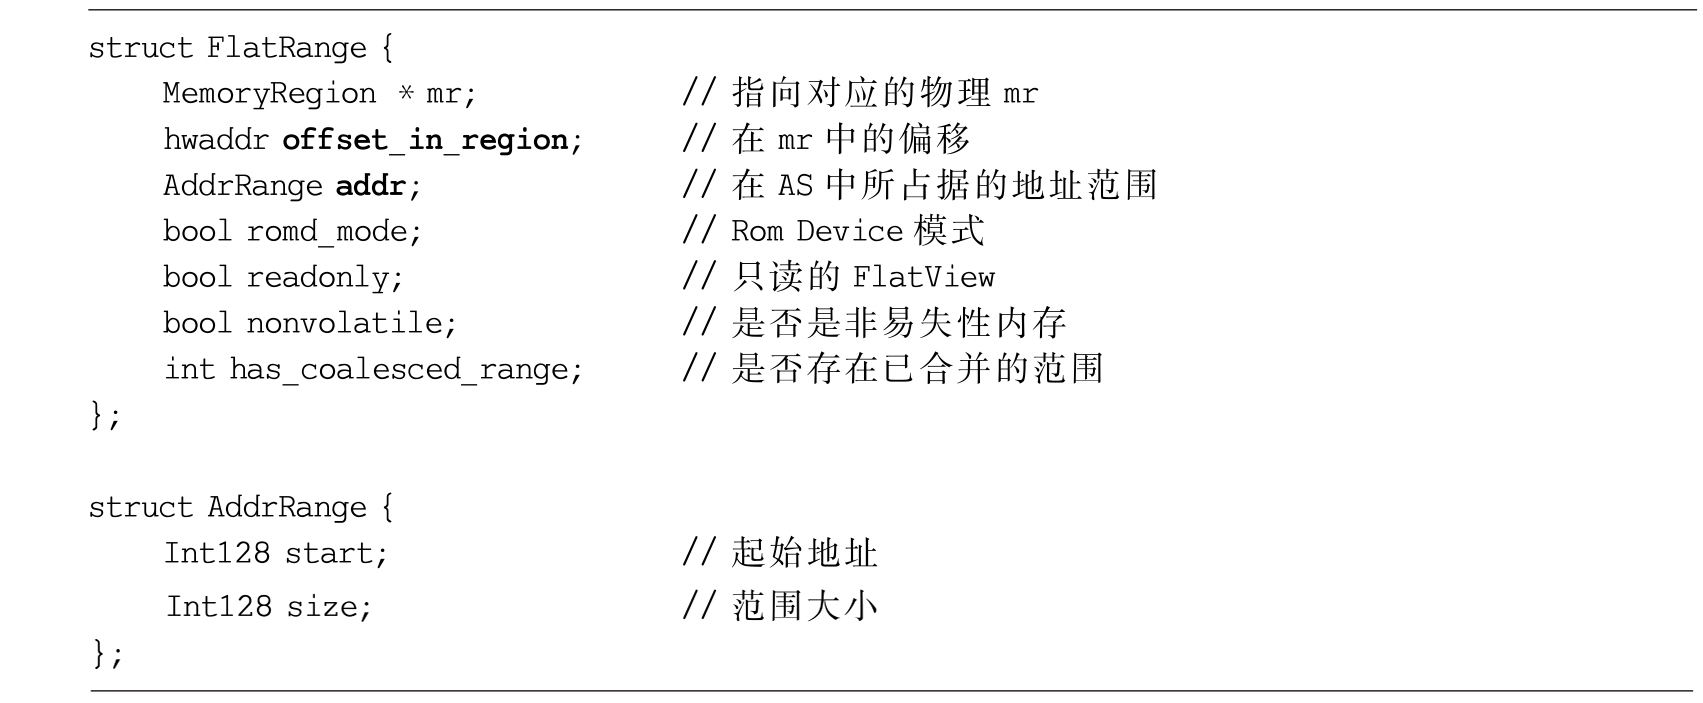 struct FlatRange {
    MemoryRegion * mr;    // 指向对应的物理 mr
    hwaddr offset_in_region;    // 在 mr 中的偏移
    AddrRange addr;    // 在 AS 中所占据的地址范围
    bool romd_mode;    // Rom Device 模式
    bool readonly;    // 只读的 FlatView
    bool nonvolatile;    // 是否是非易失性内存
    int has_coalesced_range;    // 是否存在已合并的范围
};

struct AddrRange {
    Int128 start;    // 起始地址
    Int128 size;    // 范围大小
};